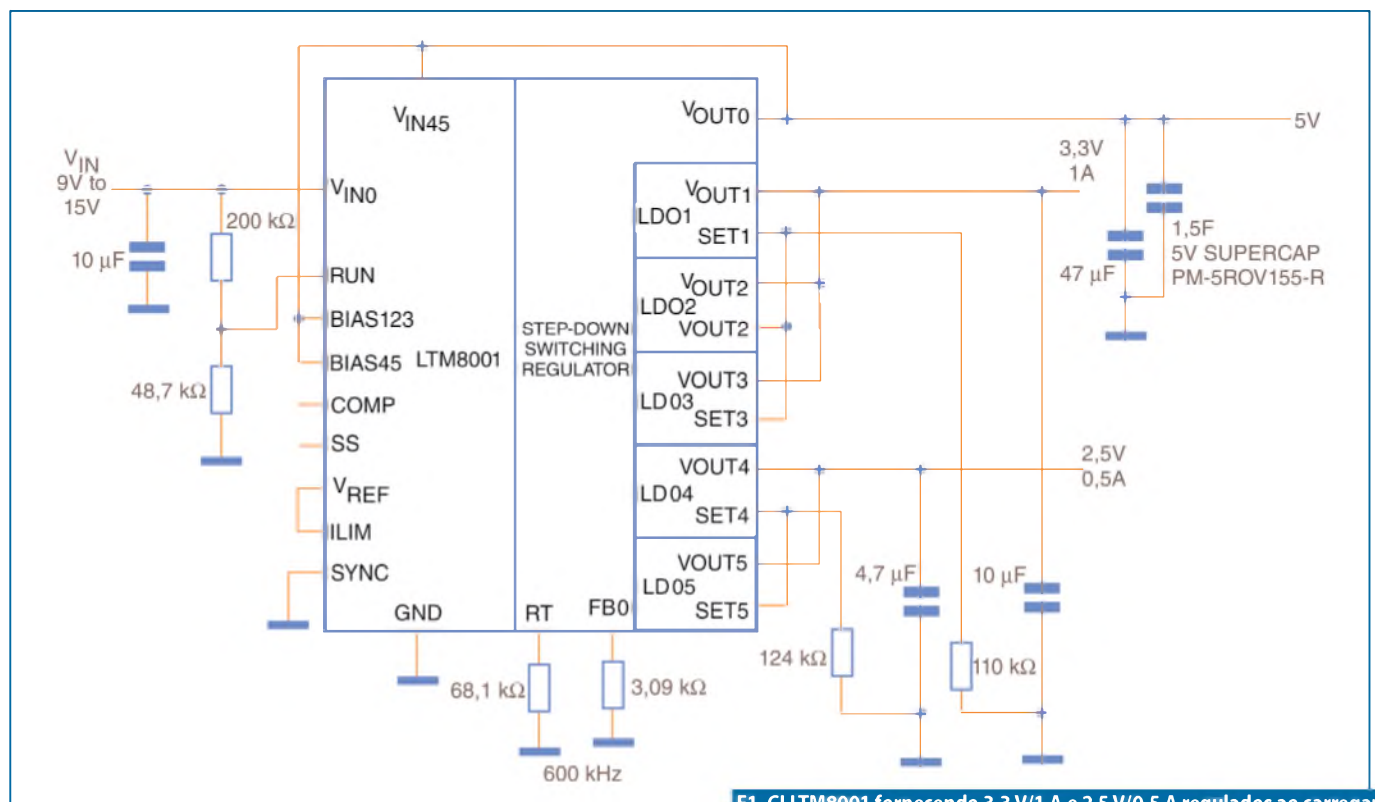 VIN45
VOUT0
5V
VIN
9V to
15V
VIN0
3,3V
1A
VOUT1
LDO1
SET1
200 kΩ
10 µF
1,5F
5V SUPERCAP
PM-5ROV155-R
47 µF
RUN
VOUT2
LDO2
VOUT2
BIAS123
STEP-DOWN
SWITCHING
REGULATOR
BIAS45
LTM8001
48,7 kΩ
VOUT3
LD03
SET3
COMP
SS
2,5V
0,5A
VOUT4
LD04
SET4
VREF
ILIM
VOUT5
LD05
SET5
SYNC
4,7 µF
10 µF
GND
RT
FB0
124 kΩ
110 kΩ
68,1 kΩ
3,09 kΩ
600 kHz